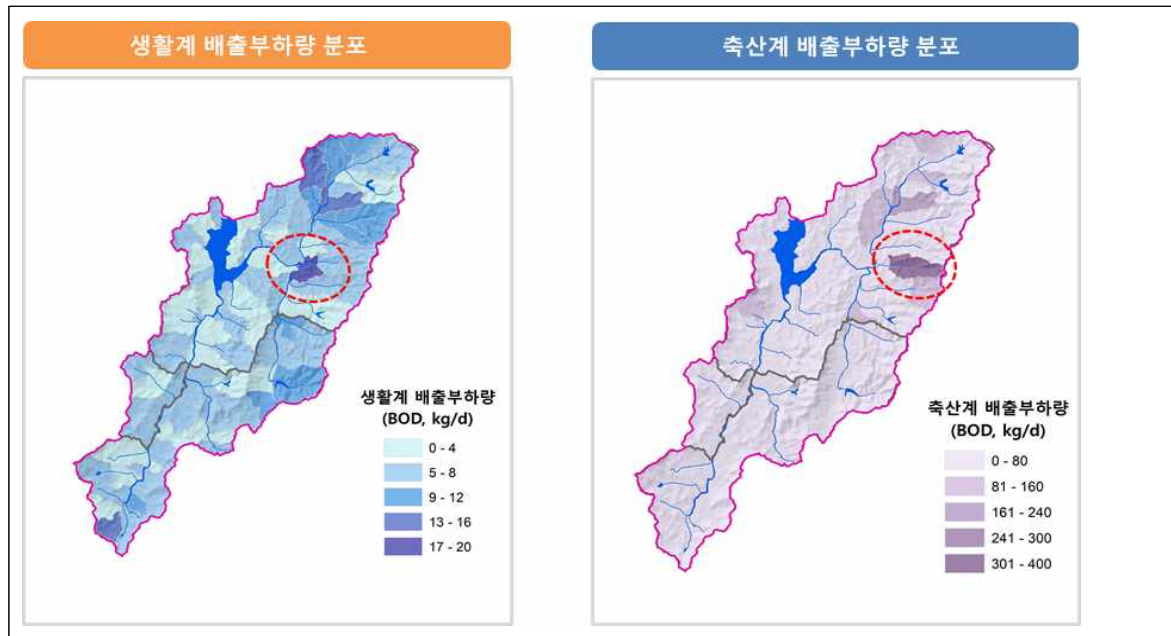 생활계 배출부하량 분포
축산계 배출부하량 분포
생활계 배출부하량
(BOD, kg/d)
0 - 4
5 - 8
9 - 12
13 - 16
17 - 20
축산계 배출부하량
(BOD, kg/d)
0 - 80
81 - 160
161 - 240
241 - 300
301 - 400